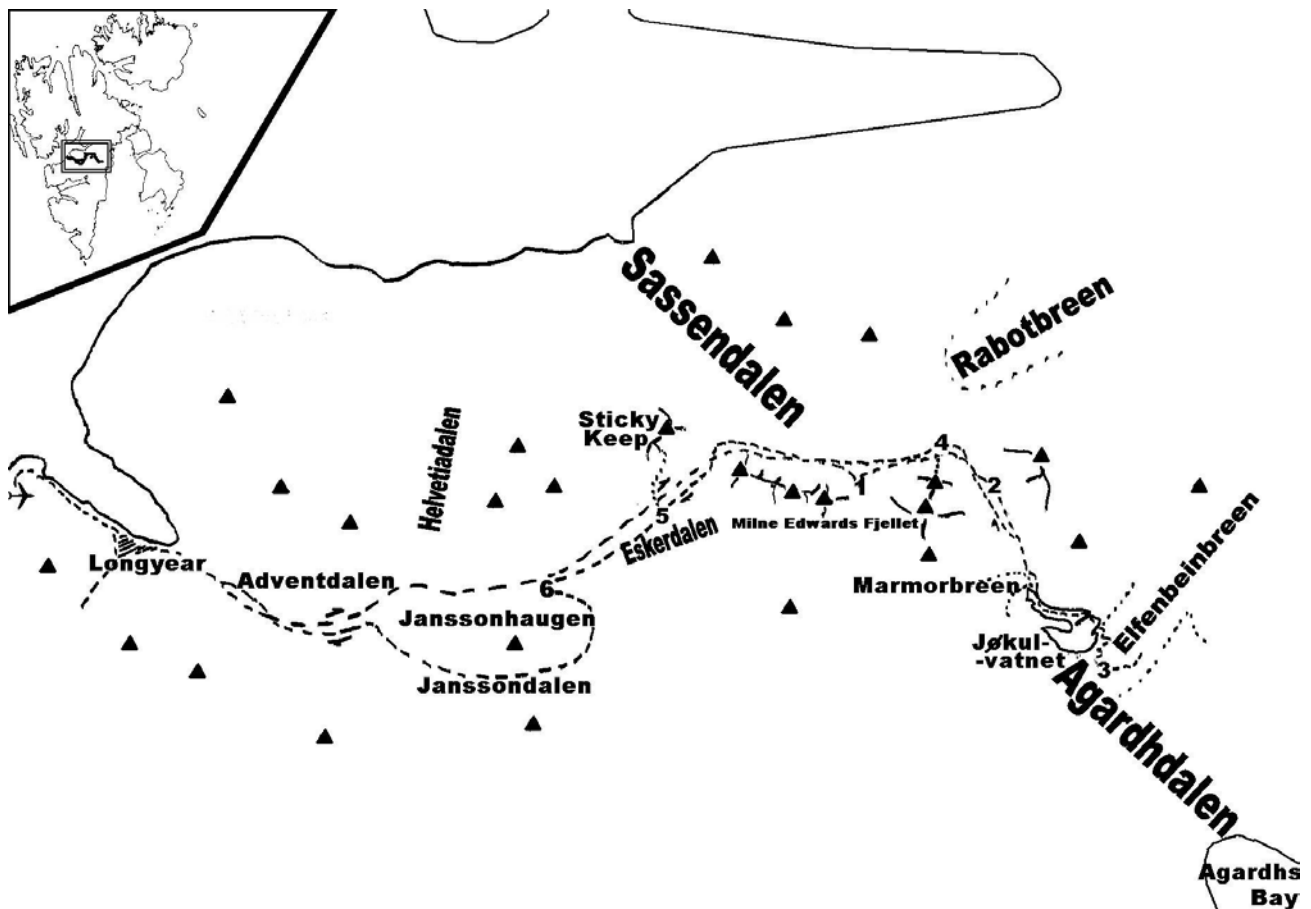 Sassendalen
Rabotbreen
Sticky
Keep
Helvetiadalen
4
1
2
5
Milne Edwards Fjellet
Eskerdalen
Longyear
Adventdalen
6
Marmorbreen
Elfenbeinbreen
Janssonhaugen
Jøkul-
-vatnet
3
Janssondalen
Agardhdalen
Agardhs
Bay